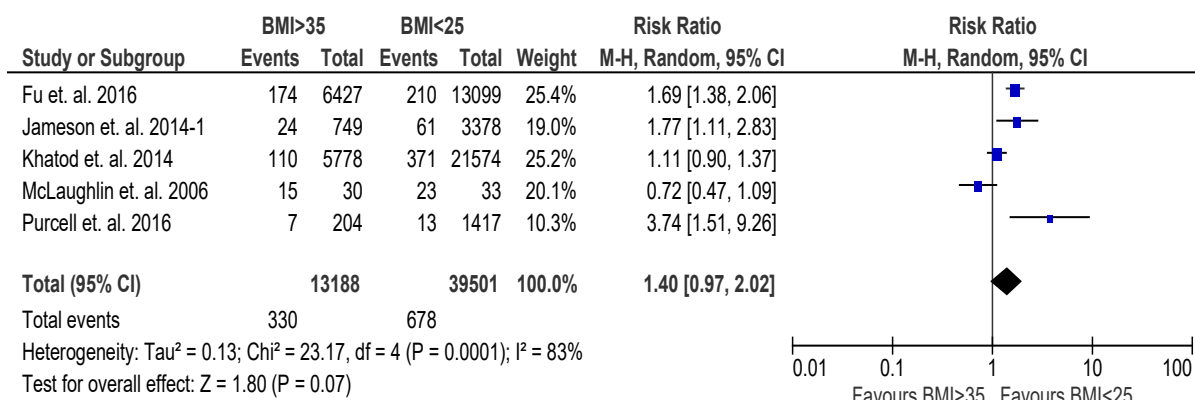 BMI>35 BMI<25 Risk Ratio Risk Ratio
Study or Subgroup Events Total Events Total Weight M-H, Random, 95% CI M-H, Random, 95% CI
Fu et. al. 2016 174 6427 210 13099 25.4% 1.69 [1.38, 2.06]
Jameson et. al. 2014-1 24 749 61 3378 19.0% 1.77 [1.11, 2.83]
Khatod et. al. 2014 110 5778 371 21574 25.2% 1.11 [0.90, 1.37]
McLaughlin et. al. 2006 15 30 23 33 20.1% 0.72 [0.47, 1.09]
Purcell et. al. 2016 7 204 13 1417 10.3% 3.74 [1.51, 9.26]
Total (95% CI) 13188 39501 100.0% 1.40 [0.97, 2.02]
Total events 330 678
Heterogeneity: Tau² = 0.13; Chi² = 23.17, df = 4 (P = 0.0001); I² = 83%
Test for overall effect: Z = 1.80 (P = 0.07)
0.01 0.1 1 10 100
Favours BMI>35 Favours BMI<25